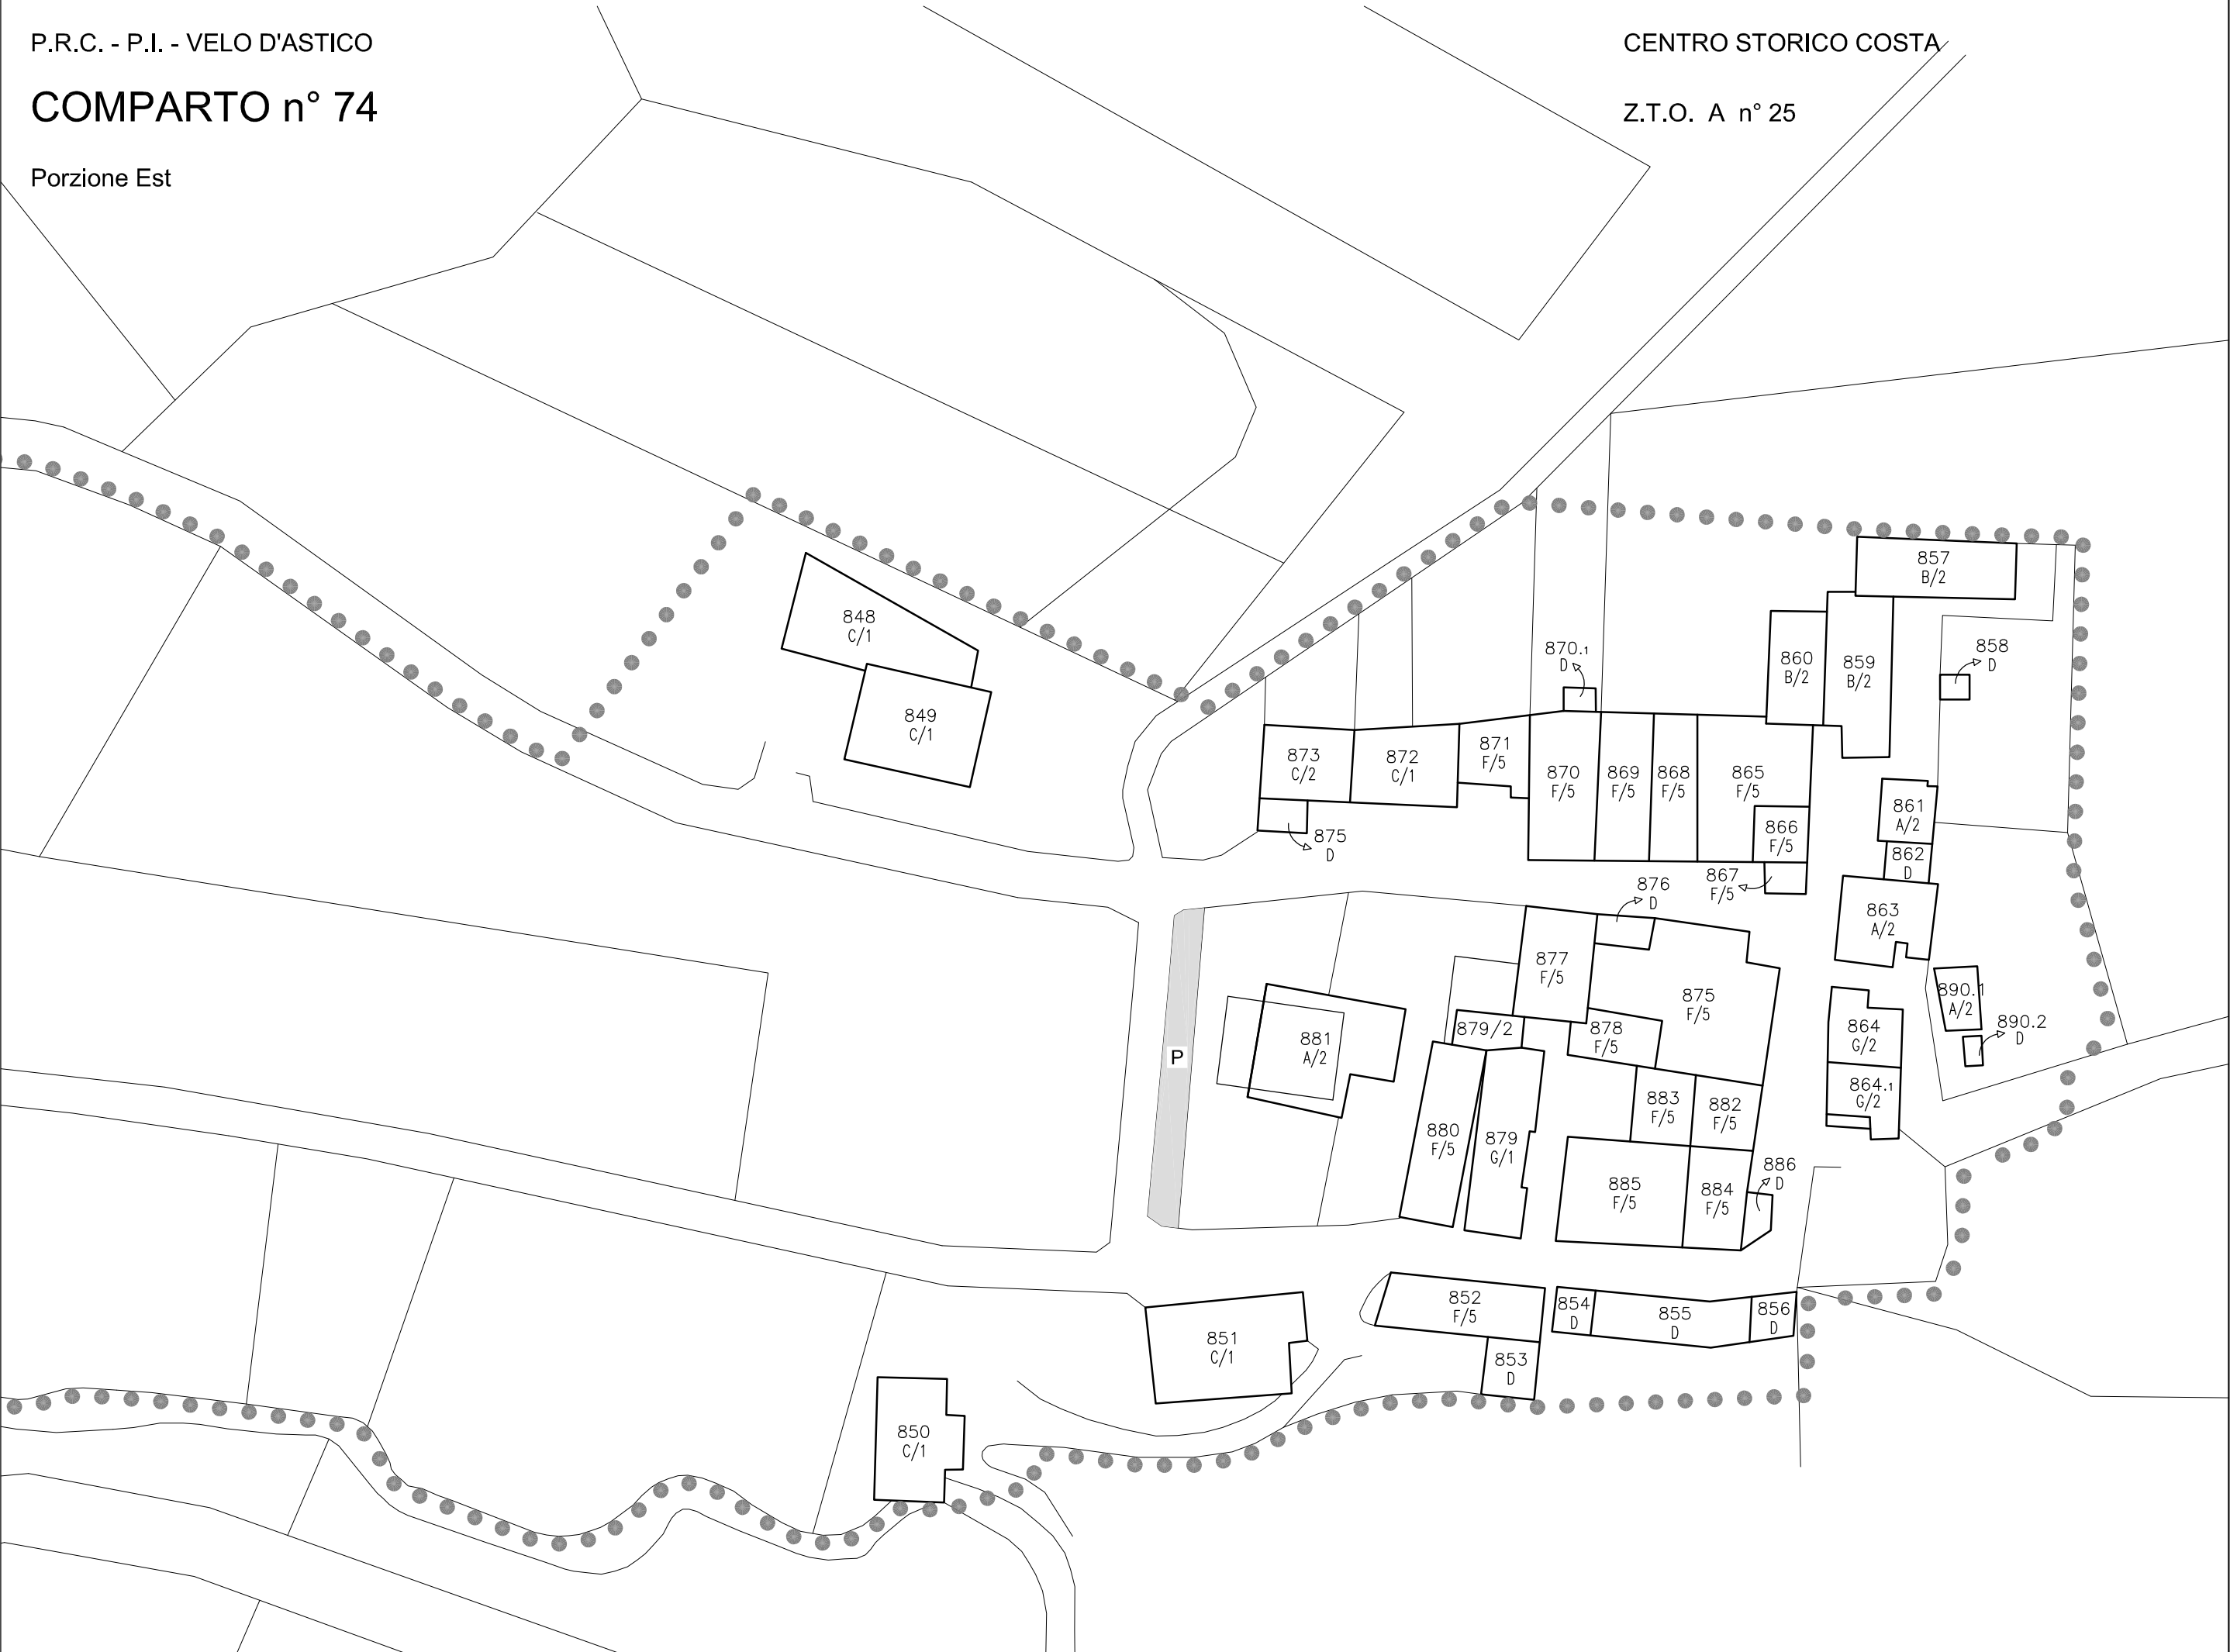 P.R.C. - P.I. - VELO D'ASTICO
CENTRO STORICO COSTA
COMPARTO n° 74
Z.T.O. A n° 25
Porzione Est
857
B/2
848
C/1
858
D
870.1
D
860
B/2
859
B/2
849
C/1
873
C/2
872
C/1
871
F/5
870
F/5
869
F/5
868
F/5
865
F/5
866
F/5
861
A/2
875
D
862
D
867
F/5
876
D
863
A/2
877
F/5
875
F/5
890.1
A/2
890.2
D
878
F/5
879/2
881
A/2
864
G/2
P
864.1
G/2
883
F/5
882
F/5
880
F/5
879
G/1
886
D
885
F/5
884
F/5
852
F/5
854
D
855
D
856
D
851
C/1
853
D
850
C/1